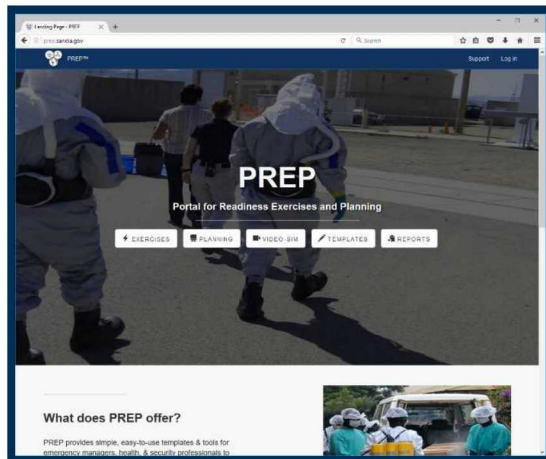 Landing Page - PREP
prep.sandia.gov
Search
PREP™
Support Log in
PREP
Portal for Readiness Exercises and Planning
EXERCISES PLANNING VIDEO-SIM TEMPLATES REPORTS
What does PREP offer?
PREP provides simple, easy-to-use templates & tools for
emergency managers, health, & security professionals to